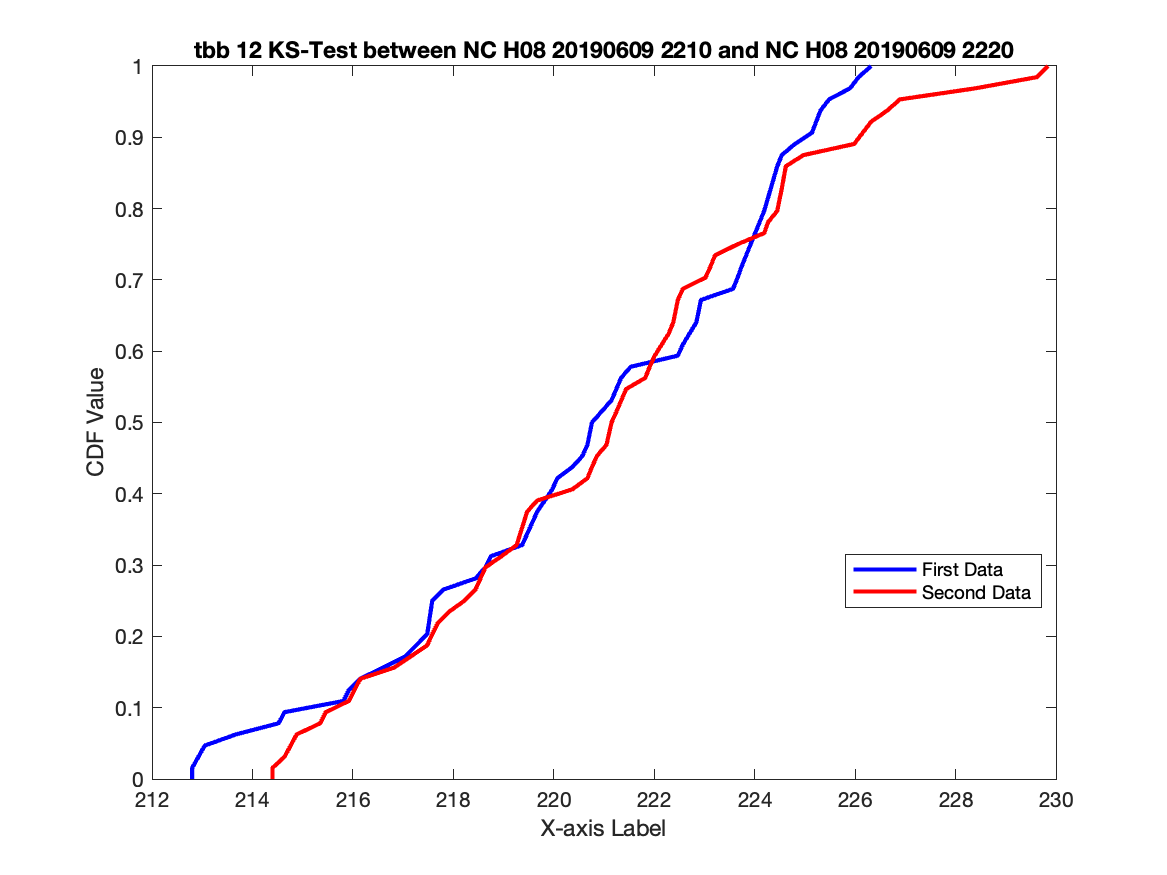 tbb 12 KS-Test between NC H08 20190609 2210 and NC H08 20190609 2220
1
0.9
0.8
0.7
0.6
0.5
0.4
0.3
0.2
0.1
0
CDF Value
First Data
Second Data
212 214 216 218 220 222 224 226 228 230
X-axis Label